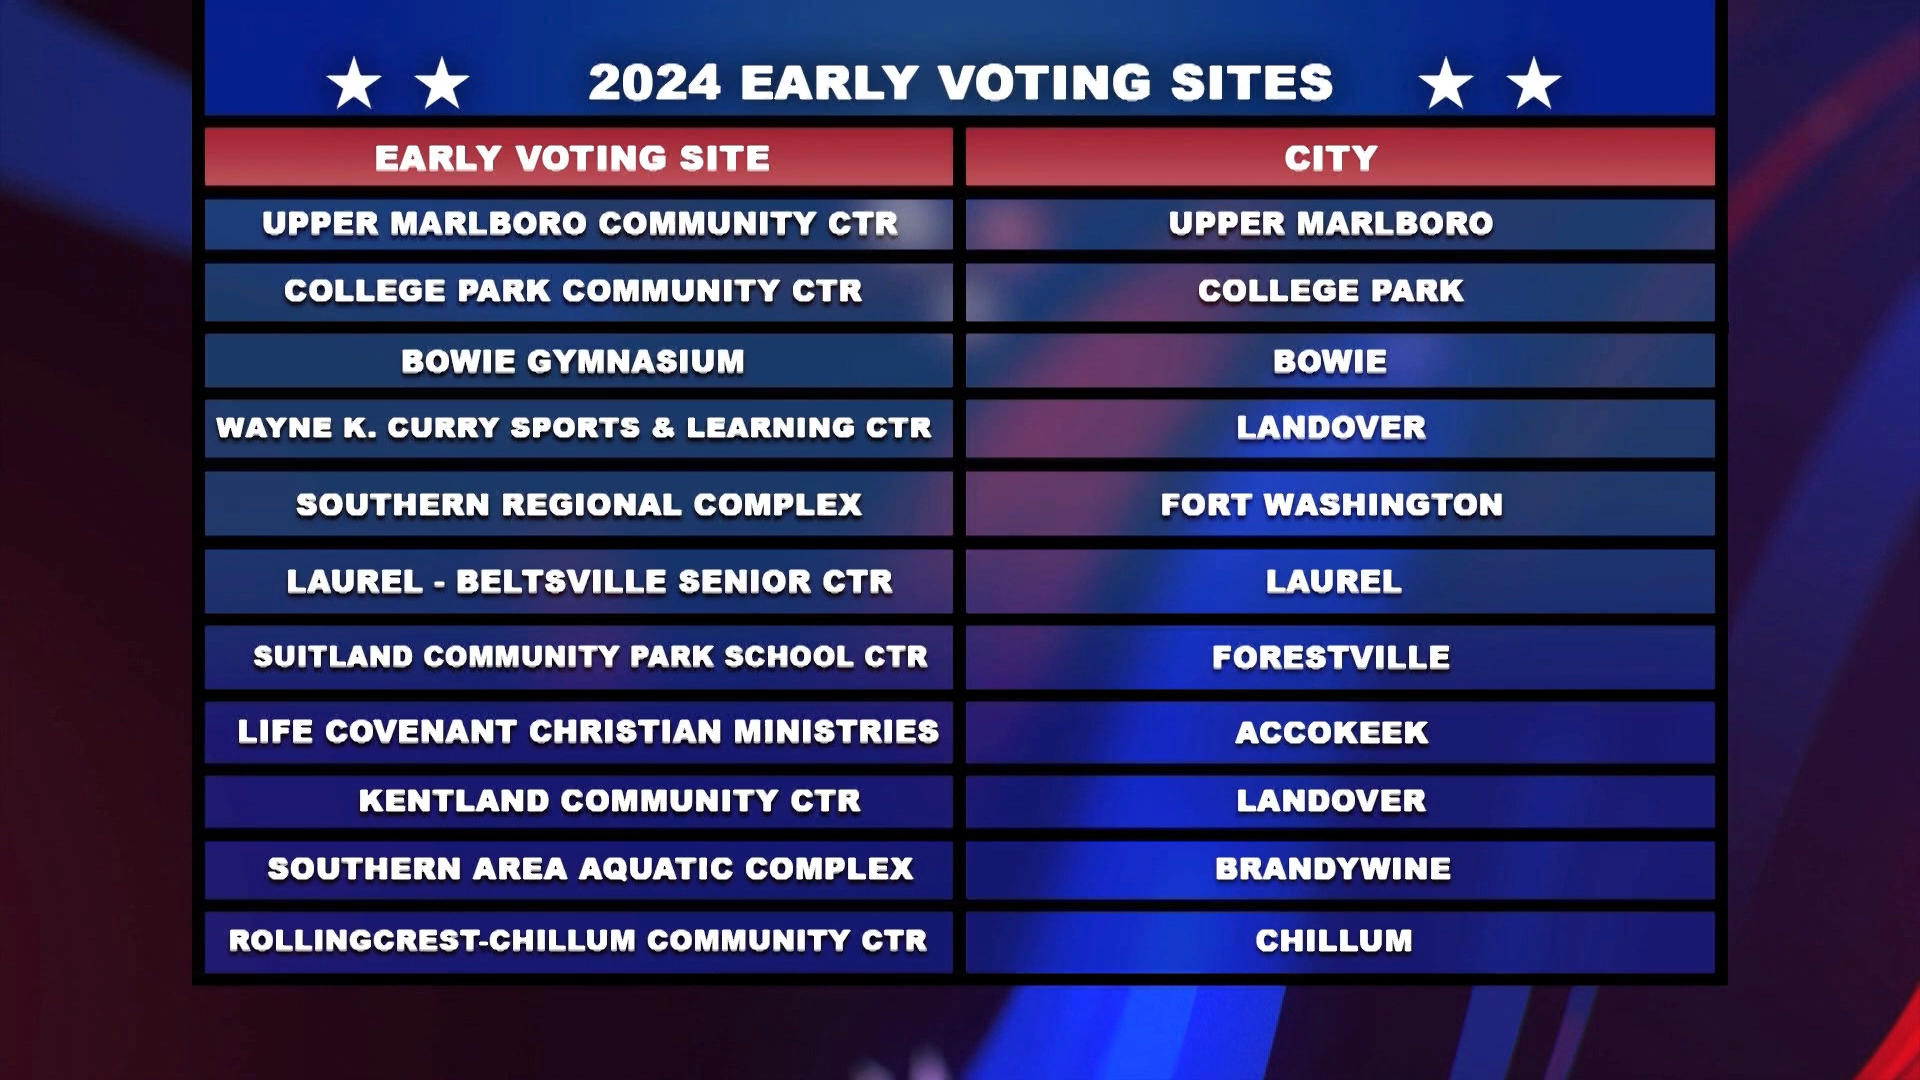 2024 EARLY VOTING SITES
EARLY VOTING SITE CITY
UPPER MARLBORO COMMUNITY CTR UPPER MARLBORO
COLLEGE PARK COMMUNITY CTR COLLEGE PARK
BOWIE GYMNASIUM BOWIE
WAYNE K. CURRY SPORTS & LEARNING CTR LANDOVER
SOUTHERN REGIONAL COMPLEX FORT WASHINGTON
LAUREL - BELTSVILLE SENIOR CTR LAUREL
SUITLAND COMMUNITY PARK SCHOOL CTR FORESTVILLE
LIFE COVENANT CHRISTIAN MINISTRIES ACCOKEEK
KENTLAND COMMUNITY CTR LANDOVER
SOUTHERN AREA AQUATIC COMPLEX BRANDYWINE
ROLLINGCREST-CHILLUM COMMUNITY CTR CHILLUM